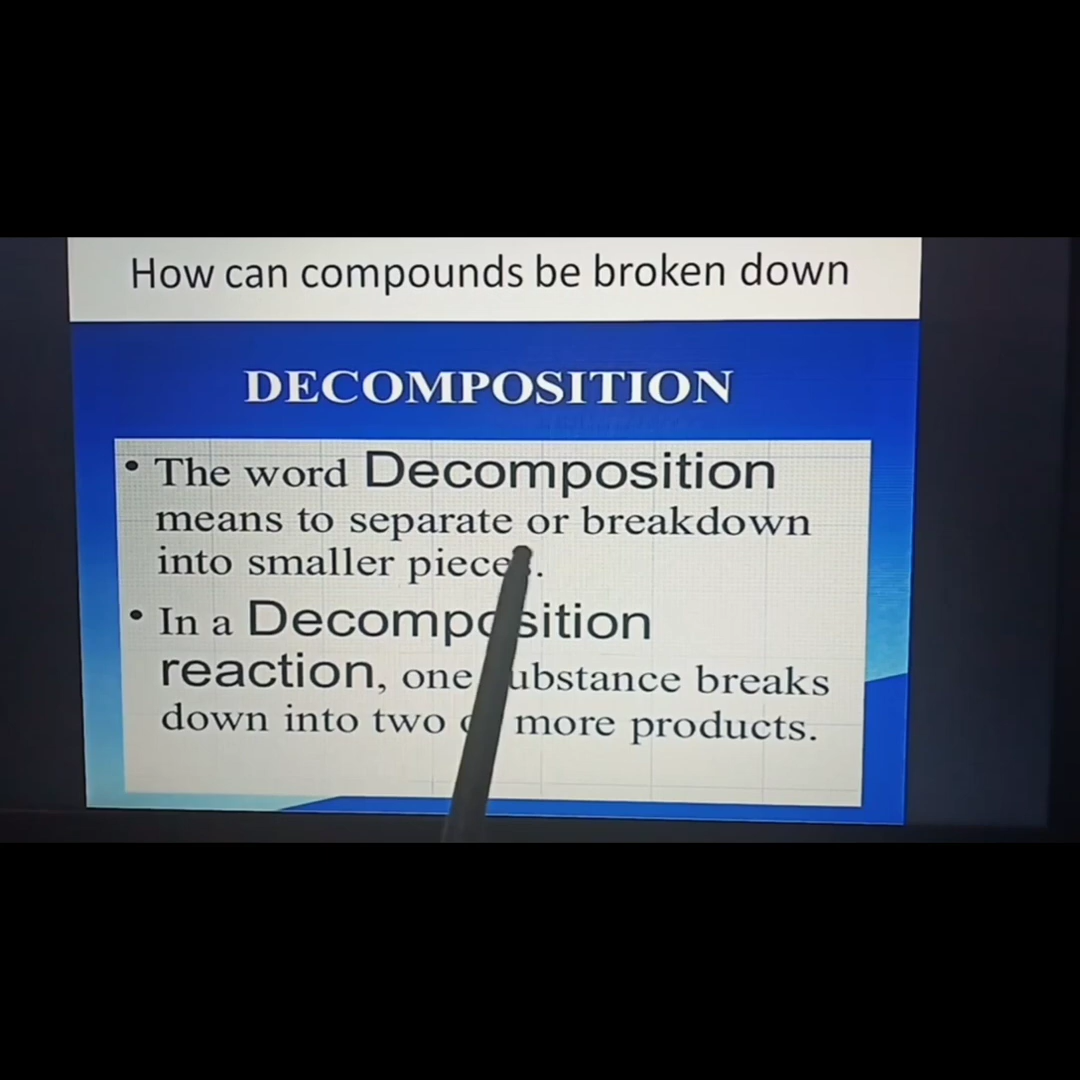 How can compounds be broken down
DECOMPOSITION
• The word Decomposition
means to separate or breakdown
into smaller pieces.
• In a Decomposition
reaction, one substance breaks
down into two or more products.